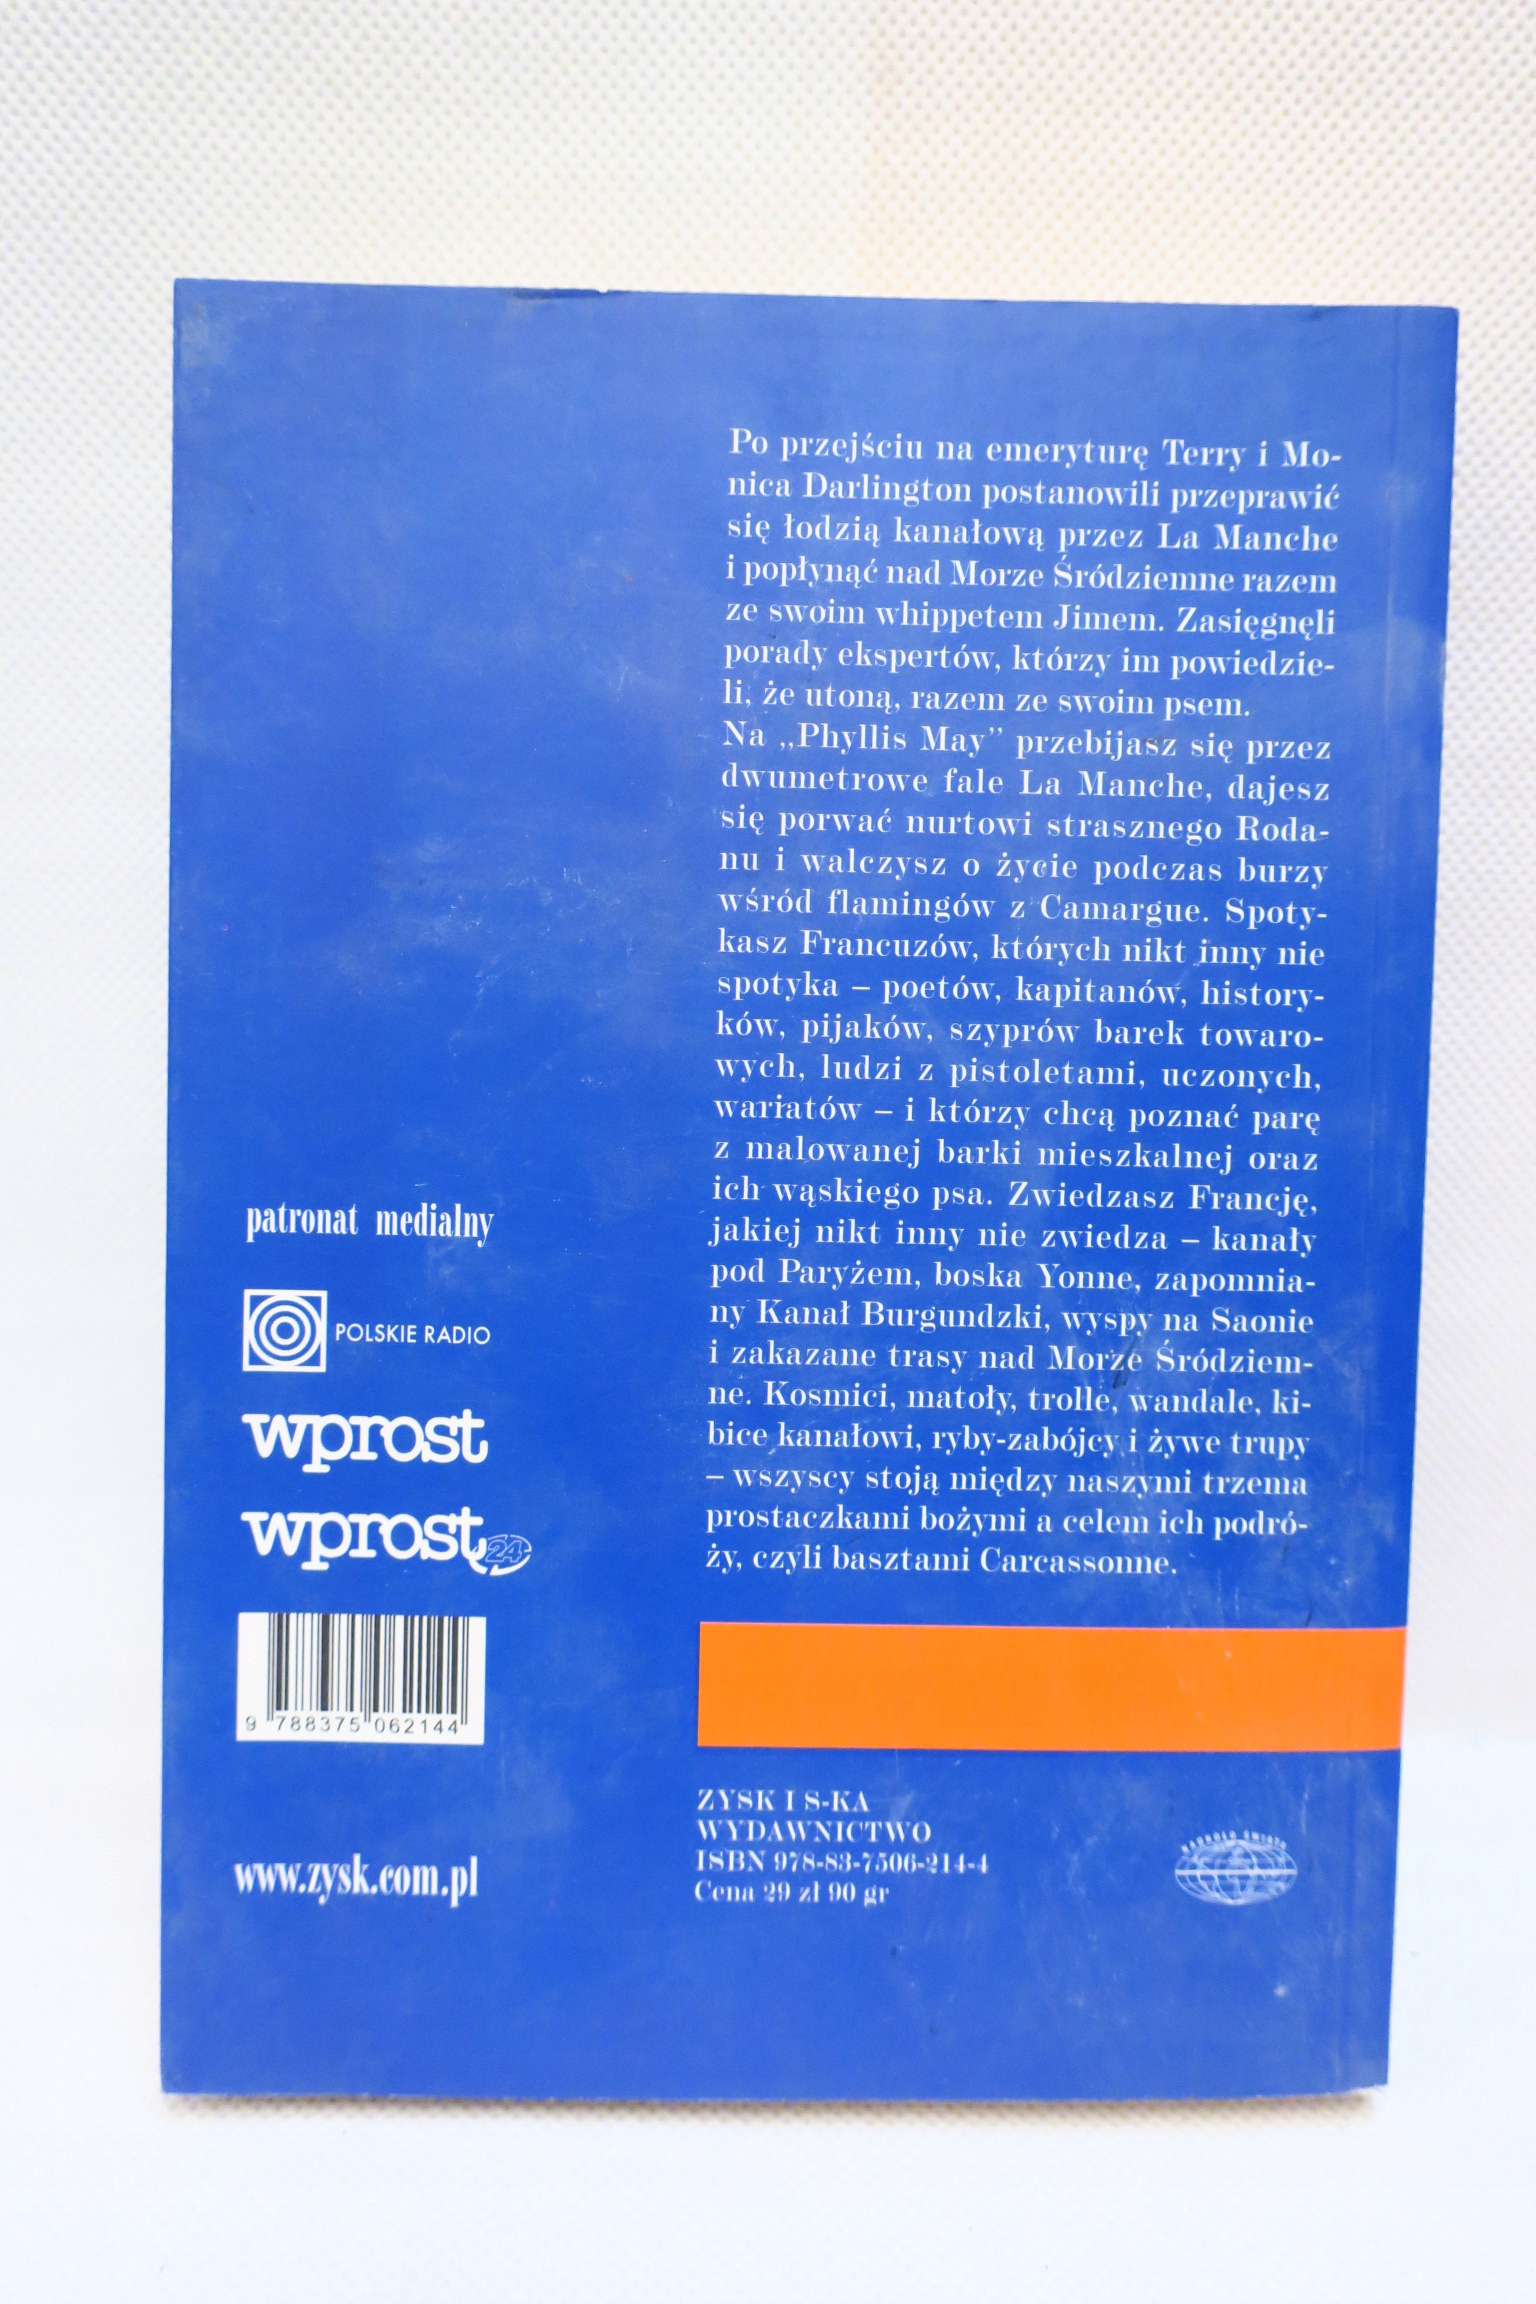 Po przejściu na emeryturę Terry i Mo-
nica Darlington postanowili przeprawić
się łodzią kanałową przez La Manche
i popłynąć nad Morze Śródziemne razem
ze swoim whippetem Jimem. Zasięgnęli
porady ekspertów, którzy im powiedzie-
li, że utoną, razem ze swoim psem.
Na „Phyllis May” przebijasz się przez
dwumetrowe fale La Manche, dajesz
się porwać nurtowi strasznego Roda-
nu i walczysz o życie podczas burzy
wśród flamingów z Camargue. Spoty-
kasz Francuzów, których nikt inny nie
spotyka – poetów, kapitanów, history-
ków, pijaków, szyprów barek towaro-
wych, ludzi z pistoletami, uczonych,
wariatów – i którzy chcą poznać parę
z malowanej barki mieszkalnej oraz
ich wąskiego psa. Zwiedzasz Francję,
jakiej nikt inny nie zwiedza – kanały
pod Paryżem, boska Yonne, zapomnia-
ny Kanał Burgundzki, wyspy na Saonie
i zakazane trasy nad Morze Śródziem-
ne. Kosmici, matoły, trolle, wandale, ki-
bice kanałowi, ryby-zabójcy i żywe trupy
– wszyscy stoją między naszymi trzema
prostaczkami bożymi a celem ich podró-
ży, czyli basztami Carcassonne.
patronat medialny
POLSKIE RADIO
wprost
wprost 24
9 788375 062144
www.zysk.com.pl
ZYSK I S-KA
WYDAWNICTWO
ISBN 978-83-7506-214-4
Cena 29 zł 90 gr
NAOKOŁO ŚWIATA